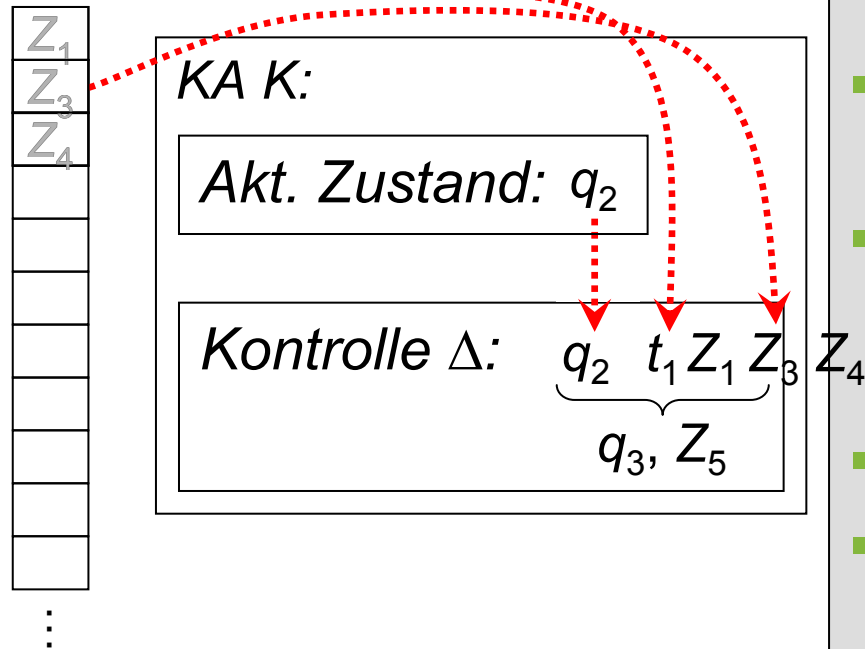 Z₁
Z₃
Z₄
⋮
KA K:
Akt. Zustand: q₂
Kontrolle Δ: q₂ t₁ Z₁ Z₃ Z₄
q₃, Z₅